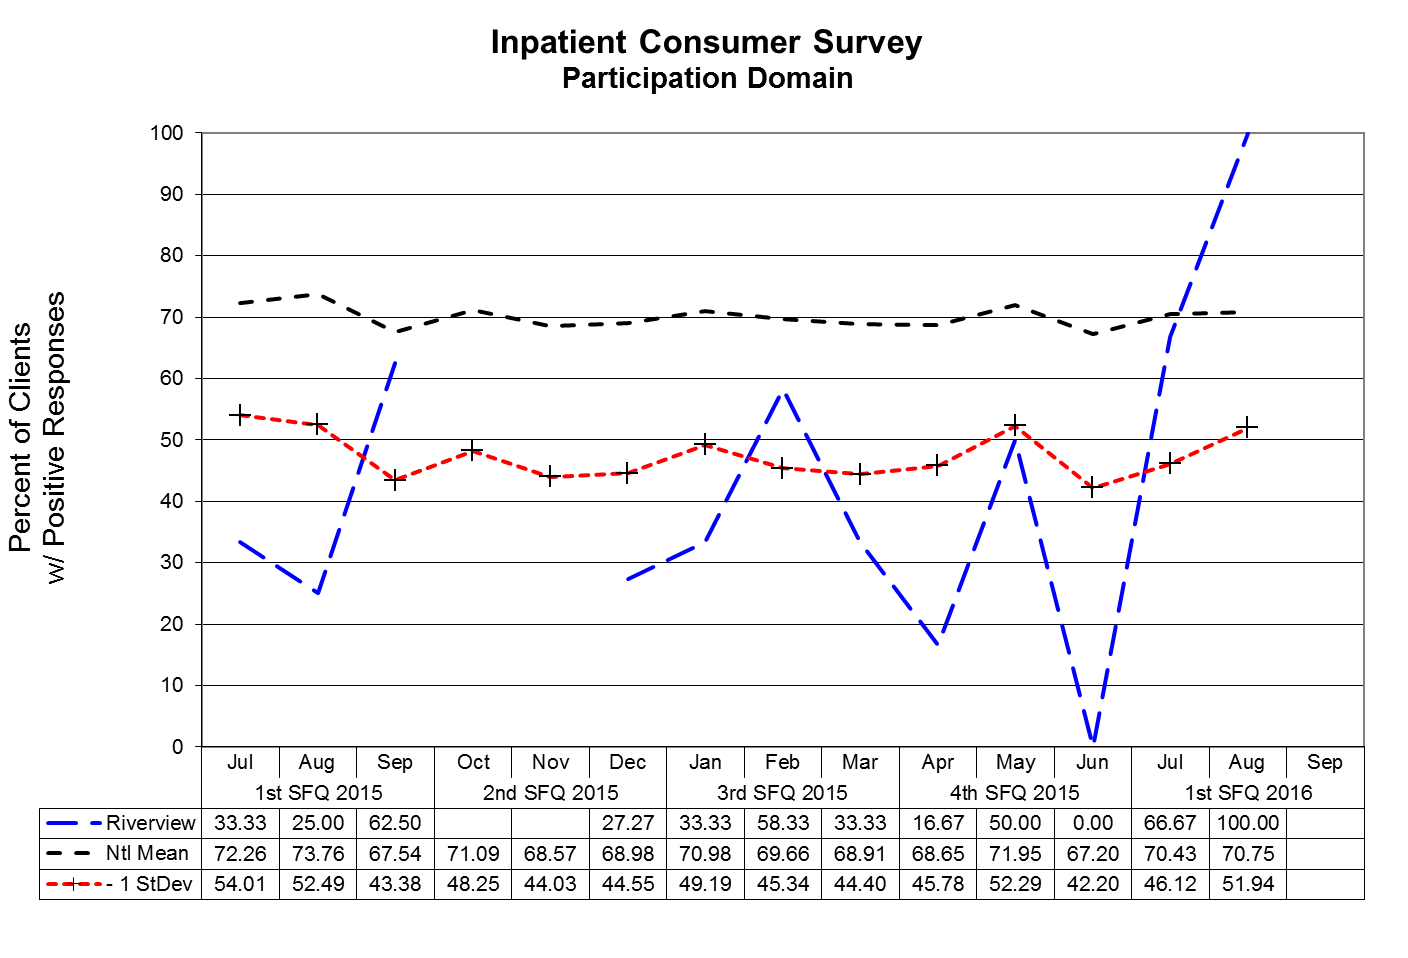 Inpatient Consumer Survey
Participation Domain
Percent of Clients
w/ Positive Responses
100
90
80
70
60
50
40
30
20
10
0
Jul Aug Sep Oct Nov Dec Jan Feb Mar Apr May Jun Jul Aug Sep
1st SFQ 2015 2nd SFQ 2015 3rd SFQ 2015 4th SFQ 2015 1st SFQ 2016
Riverview 33.33 25.00 62.50 27.27 33.33 58.33 33.33 16.67 50.00 0.00 66.67 100.00
Ntl Mean 72.26 73.76 67.54 71.09 68.57 68.98 70.98 69.66 68.91 68.65 71.95 67.20 70.43 70.75
- 1 StDev 54.01 52.49 43.38 48.25 44.03 44.55 49.19 45.34 44.40 45.78 52.29 42.20 46.12 51.94